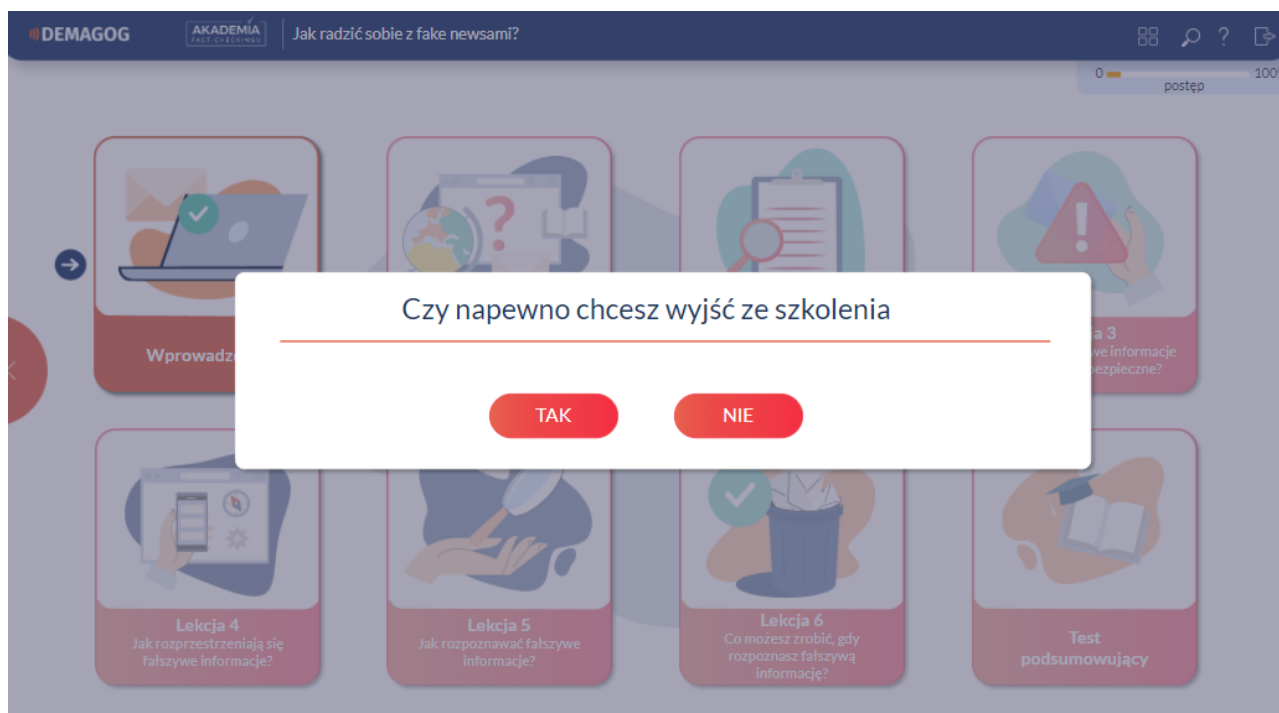 DEMAGOG
AKADEMIA
FACT-CHECKINGU
Jak radzić sobie z fake newsami?
?
0
100
postęp
Czy napewno chcesz wyjść ze szkolenia
TAK
NIE
Wprowadze
ja 3
we informacje
bezpieczne?
Lekcja 4
Jak rozprzestrzeniają się
fałszywe informacje?
Lekcja 5
Jak rozpoznawać fałszywe
informacje?
Lekcja 6
Co możesz zrobić, gdy
rozpoznasz fałszywą
informację?
Test
podsumowujący